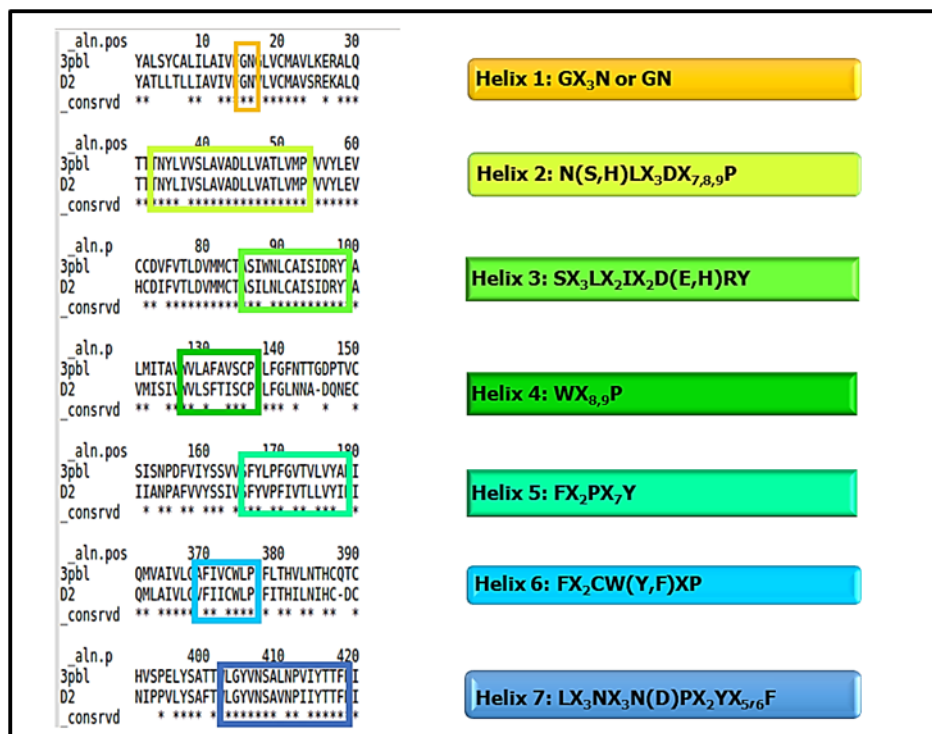 _aln.pos 10 20 30
3pbl YALSYCALILAIVFGNGLVCMAVLKERALQ
D2 YATLLTLLIAVIVFGNVLVCMAVSREKALQ
_consrvd ** ** *** ** ******** * ***
Helix 1: GX3N or GN
_aln.pos 40 50 60
3pbl TTTNYLVVSLAVADLLVATLVMPWVVYLEV
D2 TTTNYLIVSLAVADLLVATLVMPWVVYLEV
_consrvd ****** ***********************
Helix 2: N(S,H)LX3DX7,8,9P
_aln.p 80 90 100
3pbl CCDVFVTLDVMMCTASIWNLCAISIDRYTA
D2 HCDIFVTLDVMMCTASILNLCAISIDRYTA
_consrvd ** ************* ************
Helix 3: SX3LX2IX2D(E,H)RY
_aln.p 130 140 150
3pbl LMITAVWVLAFAVSCPLLFGFNTTGDPTVC
D2 VMISIVWVLSFTISCPLLFGLNNA-DQNEC
_consrvd ** **** * ******* * * *
Helix 4: WX8,9P
_aln.pos 160 170 180
3pbl SISNPDFVIYSSVVSFYLPFGVTVLVYARI
D2 IIANPAFVVYSSIVSFYVPFIVTLLVYIKI
_consrvd * ** ** *** **** ** ** *** *
Helix 5: FX2PX7Y
_aln.pos 370 380 390
3pbl QMVAIVLGAFIVCWLPFFLTHVLNTHCQTC
D2 QMLAIVLGVFIICWLPFFITHILNIHC-DC
_consrvd ** ***** ** ****** ** ** ** *
Helix 6: FX2CW(Y,F)XP
_aln.p 400 410 420
3pbl HVSPELYSATTWLGYVNSALNPVIYTTFNI
D2 NIPPVLYSAFTWLGYVNSAVNPIIYTTFNI
_consrvd * **** ********* ** *******
Helix 7: LX3NX3N(D)PX2YX5,6F